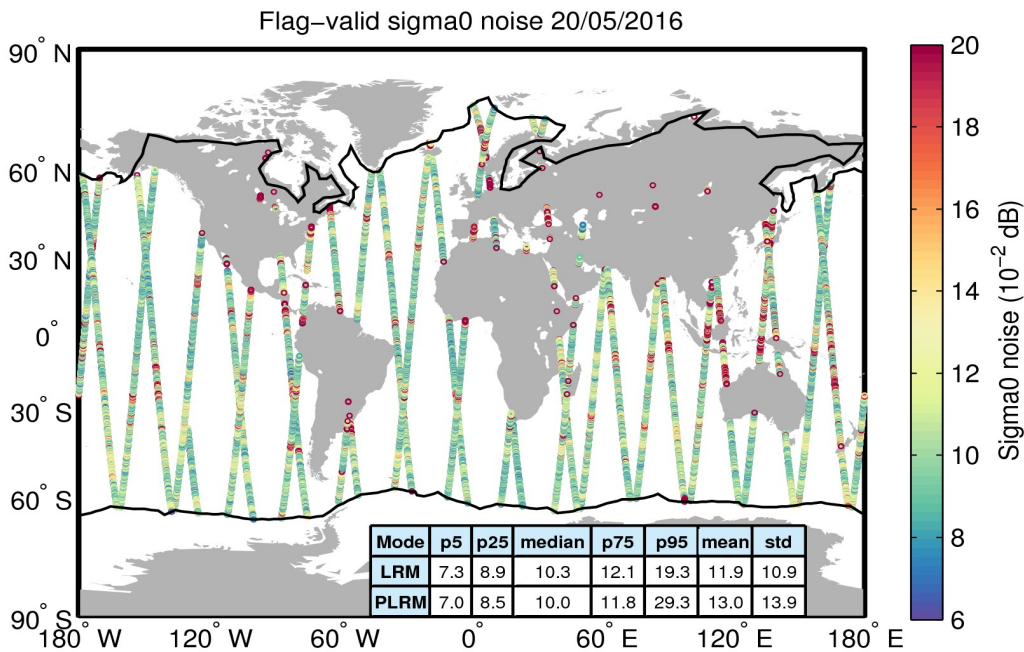 Flag−valid sigma0 noise 20/05/2016
90° N
60° N
30° N
0°
30° S
60° S
90° S
180° W
120° W
60° W
0°
60° E
120° E
180° E
Mode p5 p25 median p75 p95 mean std
LRM 7.3 8.9 10.3 12.1 19.3 11.9 10.9
PLRM 7.0 8.5 10.0 11.8 29.3 13.0 13.9
20
18
16
14
12
10
8
6
Sigma0 noise (10⁻² dB)